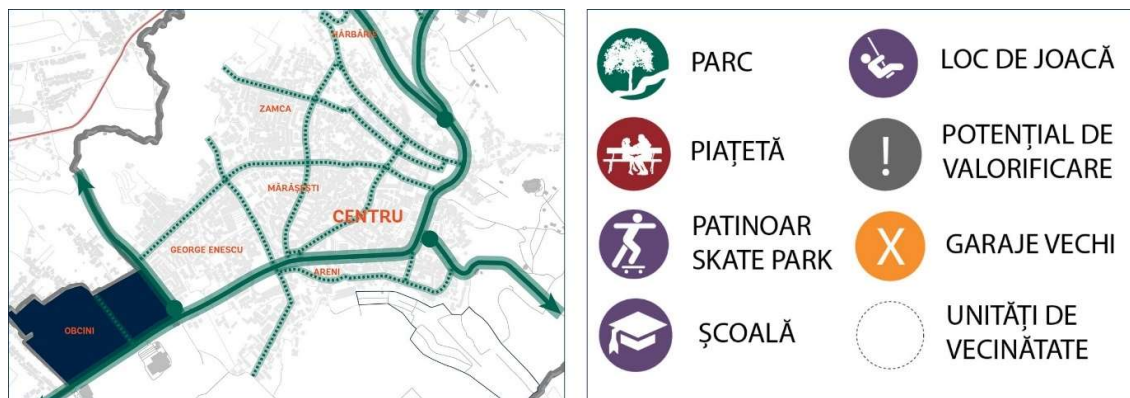 BĂRBĂRI
ZAMCA
MĂRĂȘEȘTI
CENTRU
GEORGE ENESCU
ARENI
OBCINI
PARC
PIAȚETĂ
PATINOAR
SKATE PARK
ȘCOALĂ
LOC DE JOACĂ
!
POTENȚIAL DE
VALORIFICARE
X
GARAJE VECHI
UNITĂȚI DE
VECINĂTATE